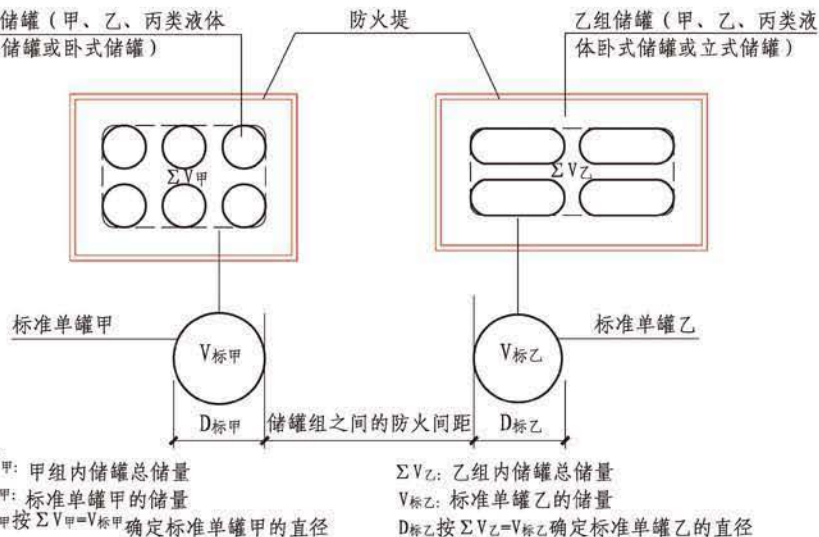 储罐（甲、乙、丙类液体
储罐或卧式储罐）
防火堤
乙组储罐（甲、乙、丙类液
体卧式储罐或立式储罐）
ΣV甲
ΣV乙
标准单罐甲
标准单罐乙
V标甲
V标乙
D标甲
储罐组之间的防火间距
D标乙
甲: 甲组内储罐总储量
甲: 标准单罐甲的储量
甲按ΣV甲=V标甲确定标准单罐甲的直径
ΣV乙: 乙组内储罐总储量
V标乙: 标准单罐乙的储量
D标乙按ΣV乙=V标乙确定标准单罐乙的直径